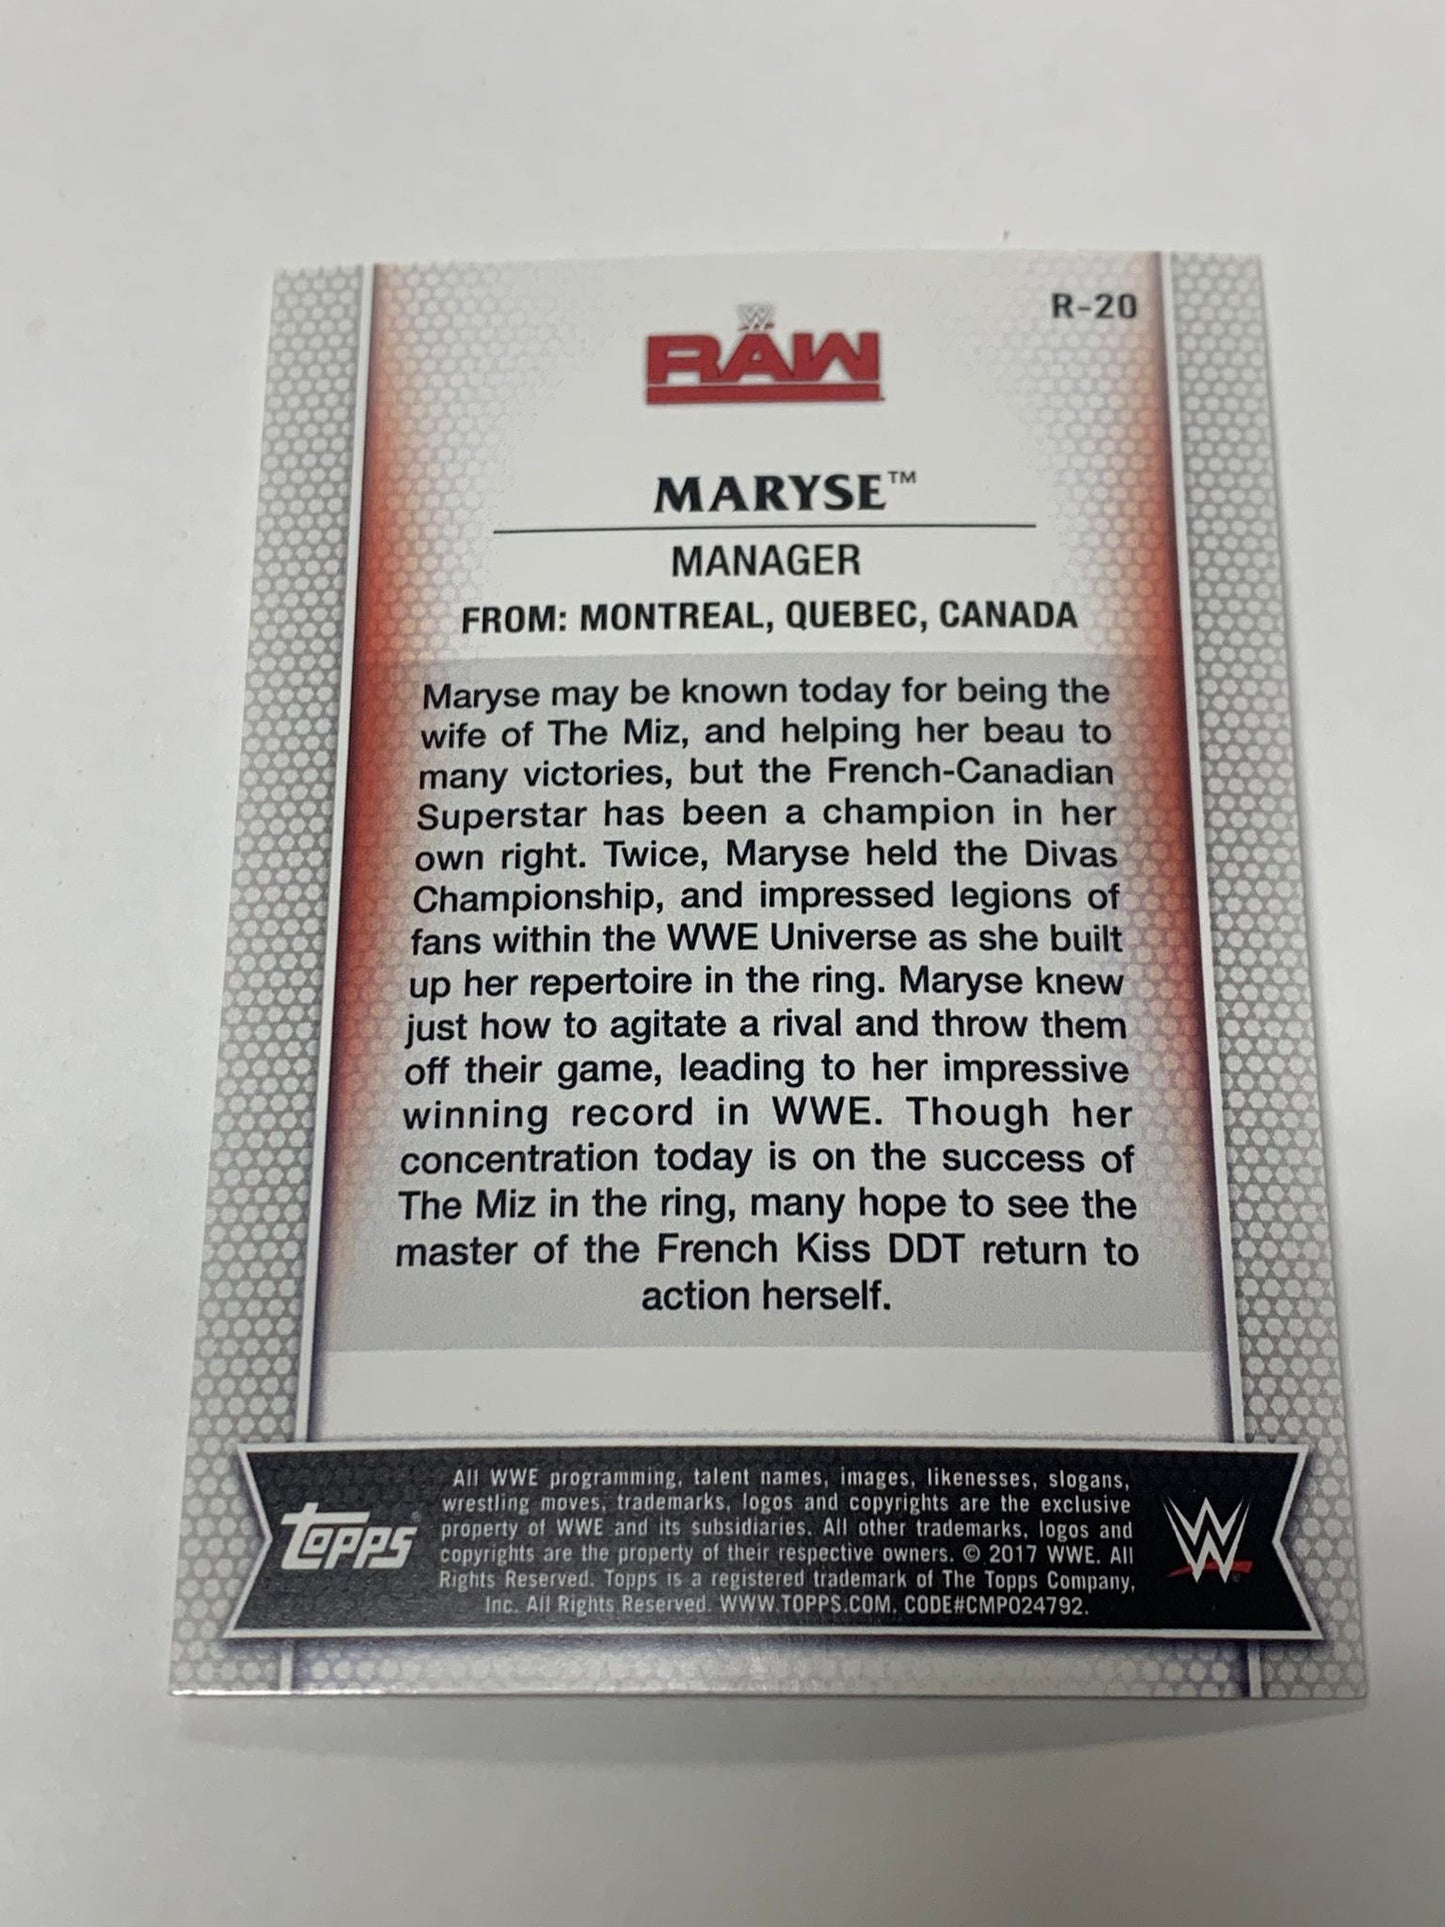 R-20
W
RAW
MARYSE™
MANAGER
FROM: MONTREAL, QUEBEC, CANADA
Maryse may be known today for being the
wife of The Miz, and helping her beau to
many victories, but the French-Canadian
Superstar has been a champion in her
own right. Twice, Maryse held the Divas
Championship, and impressed legions of
fans within the WWE Universe as she built
up her repertoire in the ring. Maryse knew
just how to agitate a rival and throw them
off their game, leading to her impressive
winning record in WWE. Though her
concentration today is on the success of
The Miz in the ring, many hope to see the
master of the French Kiss DDT return to
action herself.
Topps®
All WWE programming, talent names, images, likenesses, slogans,
wrestling moves, trademarks, logos and copyrights are the exclusive
property of WWE and its subsidiaries. All other trademarks, logos and
copyrights are the property of their respective owners. © 2017 WWE. All
Rights Reserved. Topps is a registered trademark of The Topps Company,
Inc. All Rights Reserved. WWW.TOPPS.COM. CODE#CMP024792.
W